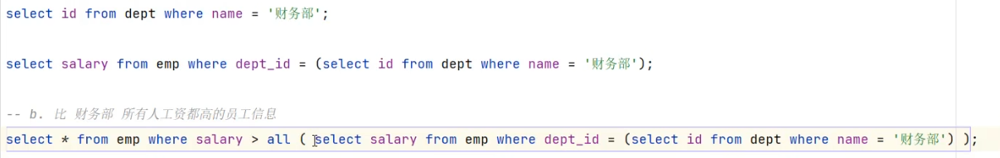 select id from dept where name = '财务部';
select salary from emp where dept_id = (select id from dept where name = '财务部');
-- b. 比 财务部 所有人工资都高的员工信息
select * from emp where salary > all ( select salary from emp where dept_id = (select id from dept where name = '财务部') );